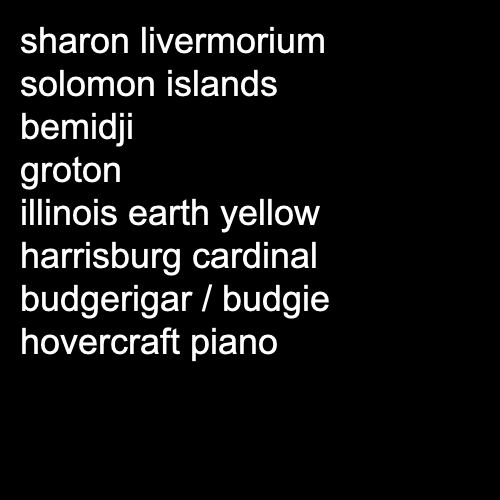 sharon livermorium
solomon islands
bemidji
groton
illinois earth yellow
harrisburg cardinal
budgerigar / budgie
hovercraft piano